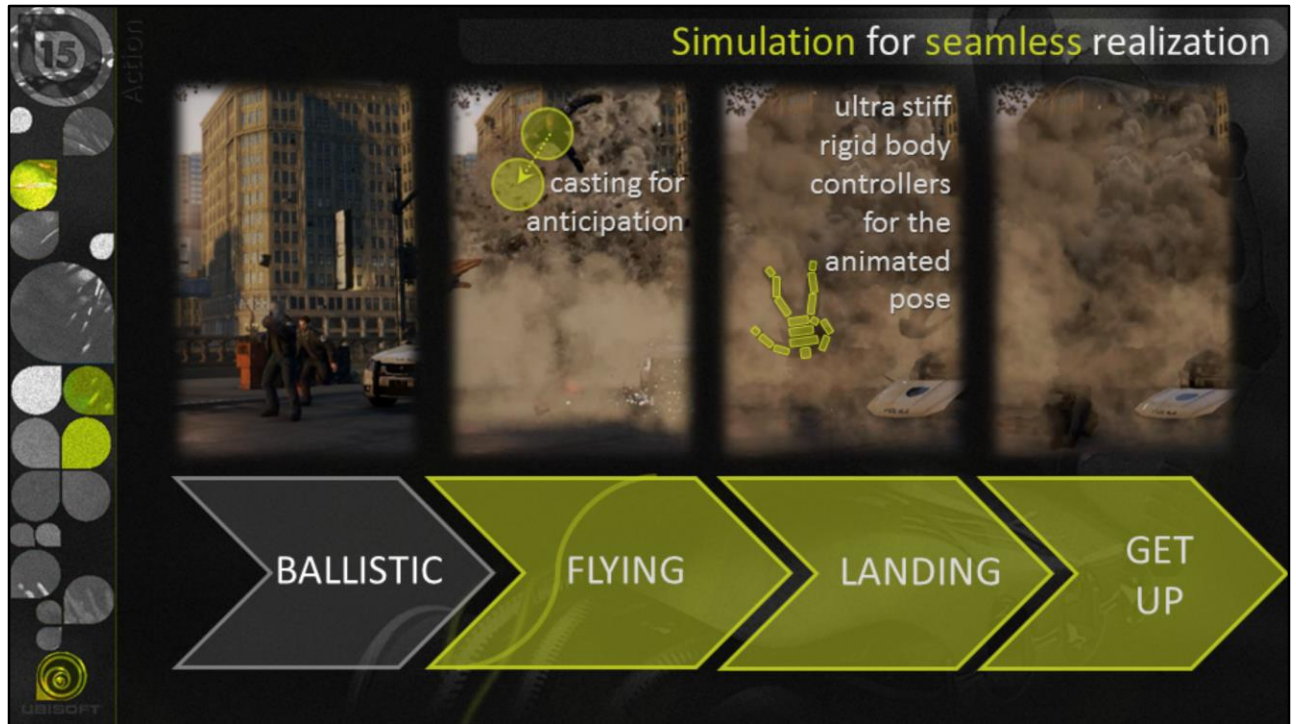 15
Action
Simulation for seamless realization
casting for
anticipation
ultra stiff
rigid body
controllers
for the
animated
pose
BALLISTIC
FLYING
LANDING
GET
UP
UBISOFT